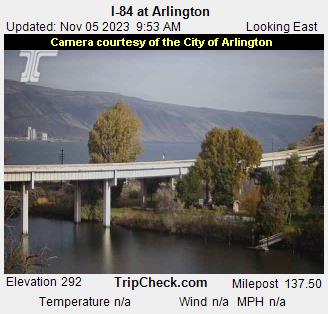 I-84 at Arlington
Updated: Nov 05 2023 9:53 AM Looking East
Camera courtesy of the City of Arlington
Elevation 292 TripCheck.com Milepost 137.50
Temperature n/a Wind n/a MPH n/a